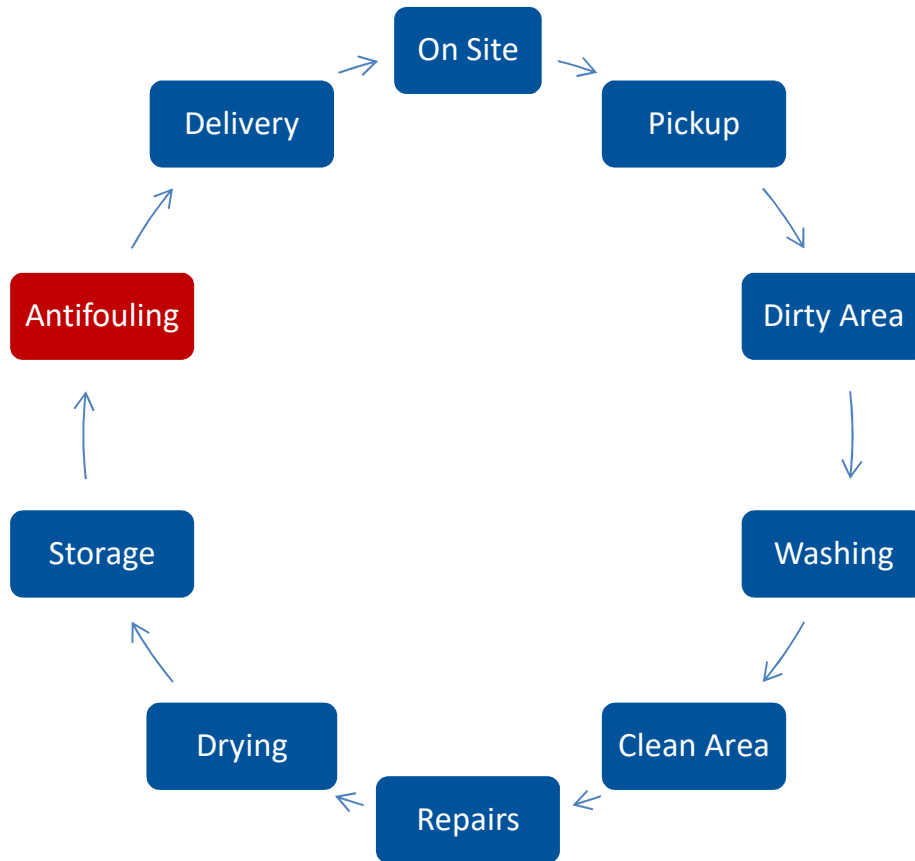 On Site
Pickup
Dirty Area
Washing
Clean Area
Repairs
Drying
Storage
Antifouling
Delivery